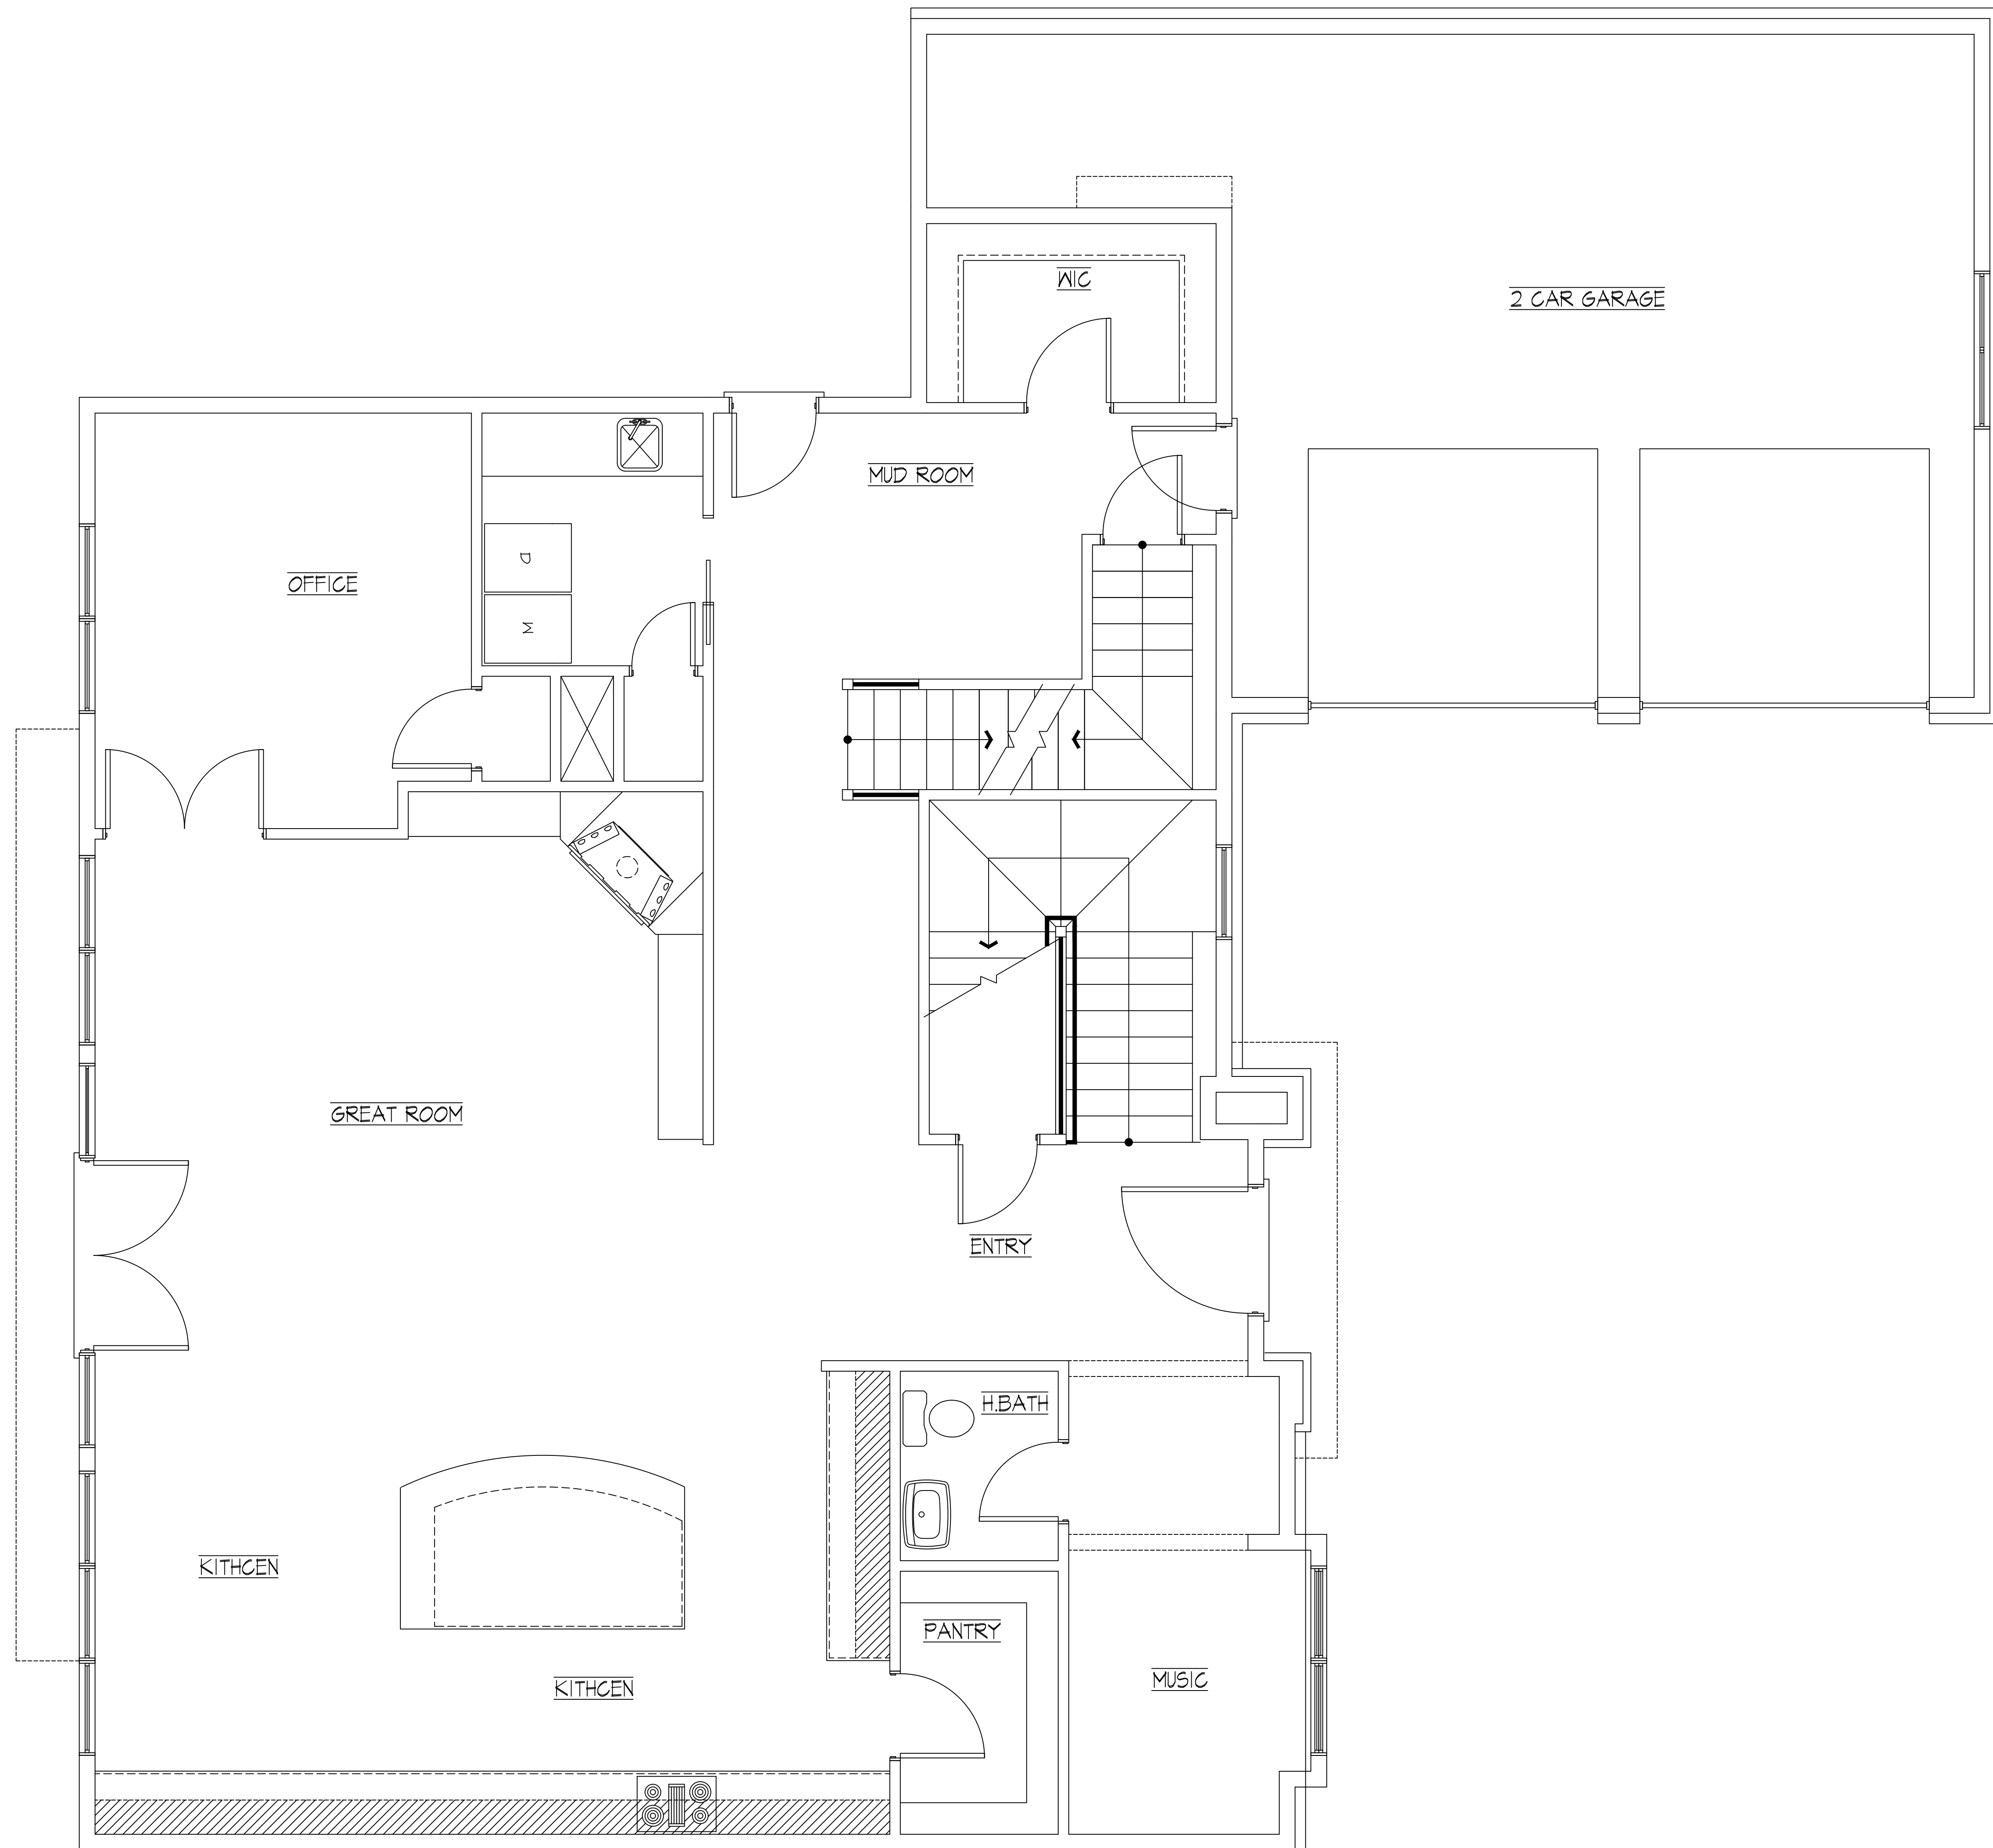 WIC
2 CAR GARAGE
MUD ROOM
OFFICE
D
M
GREAT ROOM
ENTRY
H.BATH
KITHCEN
PANTRY
MUSIC
KITHCEN